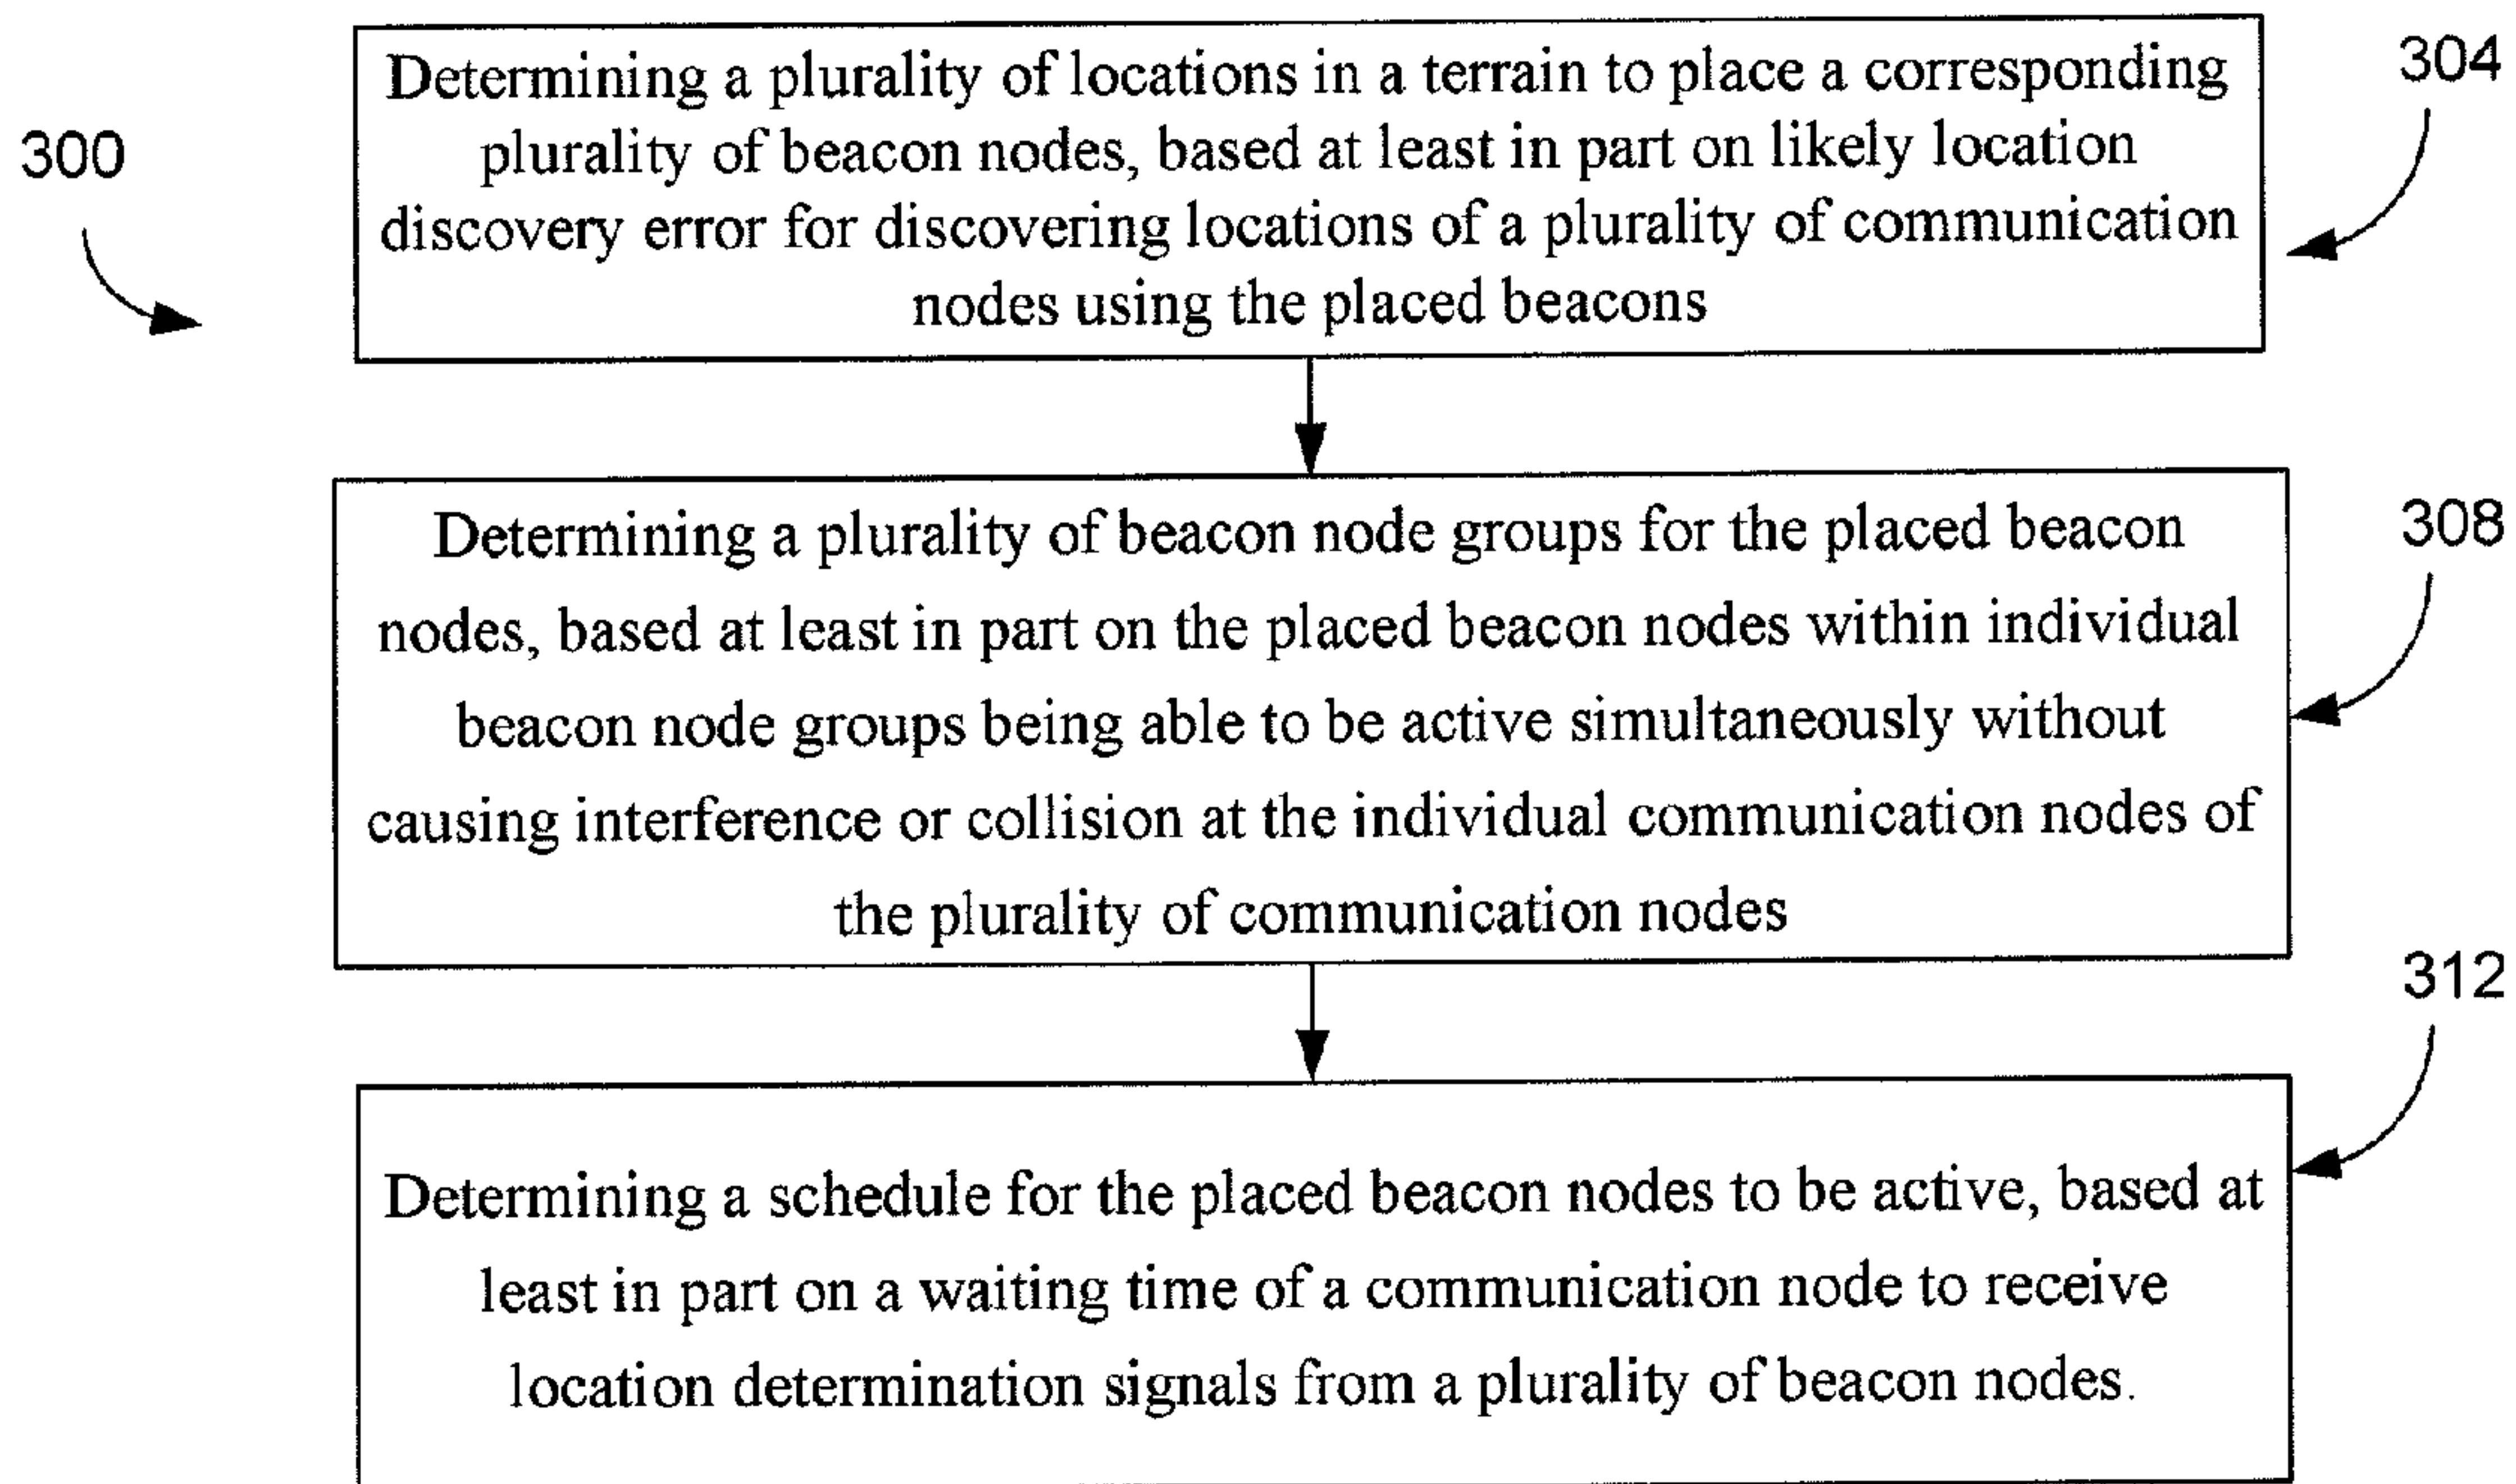 300
304
Determining a plurality of locations in a terrain to place a corresponding
plurality of beacon nodes, based at least in part on likely location
discovery error for discovering locations of a plurality of communication
nodes using the placed beacons
308
Determining a plurality of beacon node groups for the placed beacon
nodes, based at least in part on the placed beacon nodes within individual
beacon node groups being able to be active simultaneously without
causing interference or collision at the individual communication nodes of
the plurality of communication nodes
312
Determining a schedule for the placed beacon nodes to be active, based at
least in part on a waiting time of a communication node to receive
location determination signals from a plurality of beacon nodes.